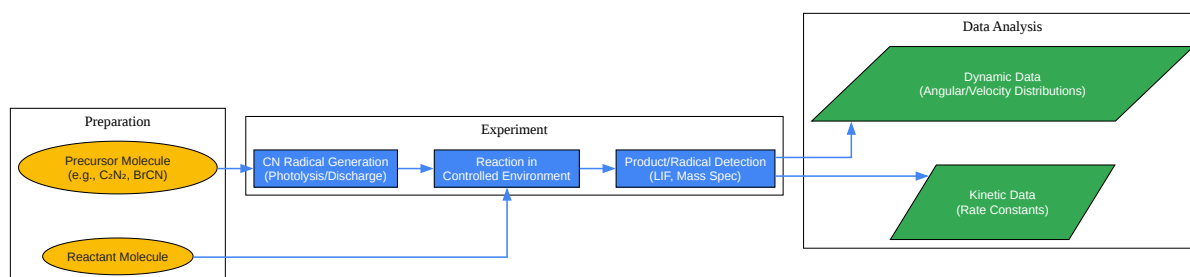 Preparation
Precursor Molecule
(e.g., C₂N₂, BrCN)
Reactant Molecule
Experiment
CN Radical Generation
(Photolysis/Discharge)
Reaction in
Controlled Environment
Product/Radical Detection
(LIF, Mass Spec)
Data Analysis
Dynamic Data
(Angular/Velocity Distributions)
Kinetic Data
(Rate Constants)